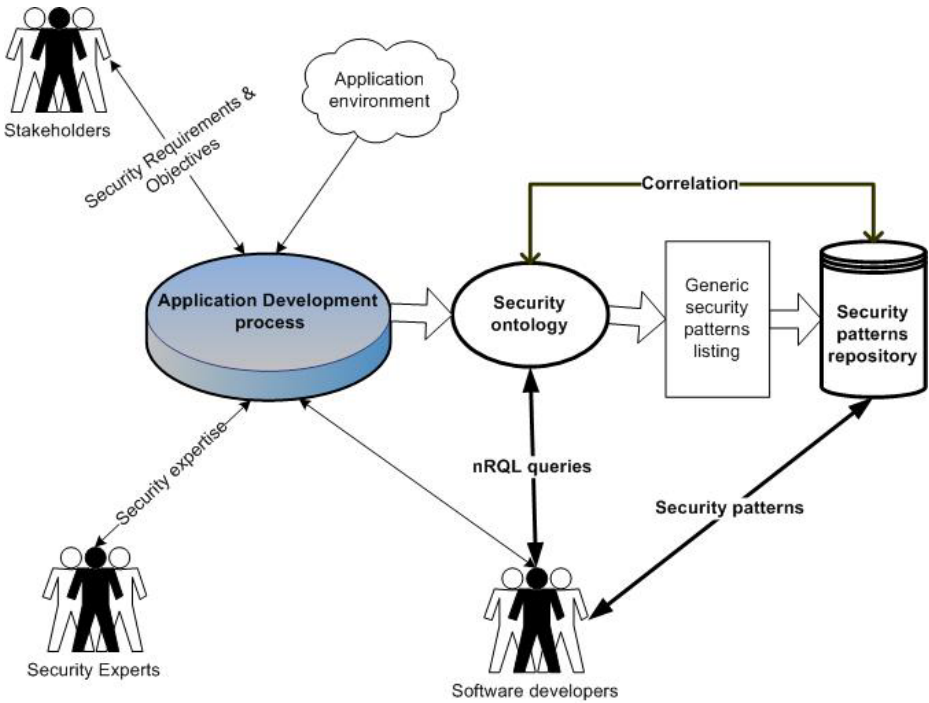 Stakeholders
Security Requirements &
Objectives
Application
environment
Correlation
Application Development
process
Security
ontology
Generic
security
patterns
listing
Security
patterns
repository
Security expertise
nRQL queries
Security patterns
Security Experts
Software developers